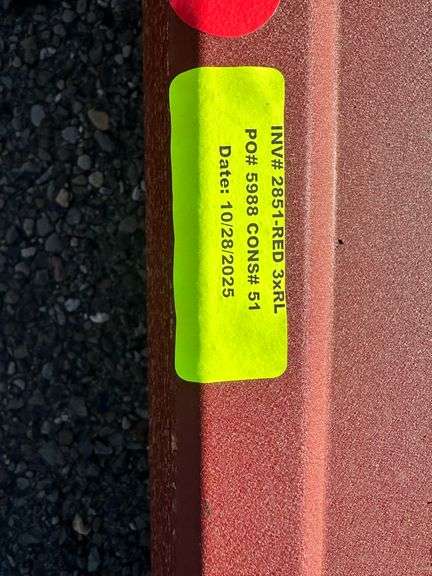 INV# 2851-RED 3xRL
PO# 5988 CONS# 51
Date: 10/28/2025